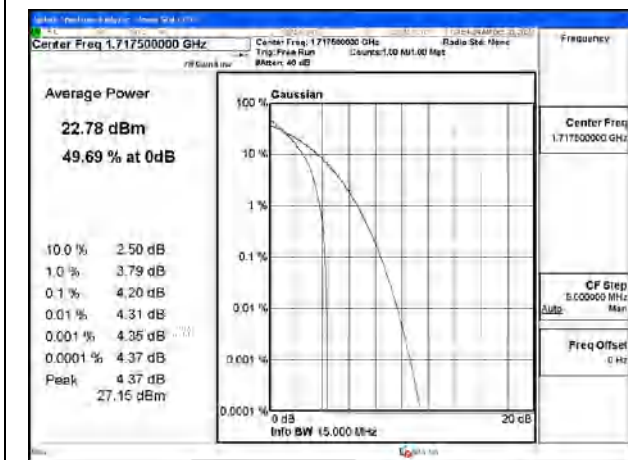 Center Freq 1.717500000 GHz
Center Freq: 1.717500000 GHz
Radio Std: None
Trig: Free Run
Counts:1.00 M/1.00 Mpt
#Atten: 40 dB
Frequency
Average Power
22.78 dBm
49.69 % at 0dB
10.0 % 2.50 dB
1.0 % 3.79 dB
0.1 % 4.20 dB
0.01 % 4.31 dB
0.001 % 4.35 dB
0.0001 % 4.37 dB
Peak 4.37 dB
27.15 dBm
Gaussian
100 %
10 %
1 %
0.1 %
0.01 %
0.001 %
0.0001 %
0 dB
20 dB
Info BW 15.000 MHz
Center Freq
1.717500000 GHz
CF Step
5.000000 MHz
Auto Man
Freq Offset
0 Hz